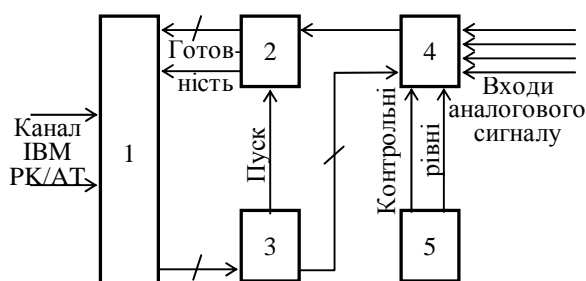 Готов-
ність
2
4
Входи
аналогового
сигналу
Канал
IBM
PK/AT
1
Пуск
Контрольні
рівні
3
5